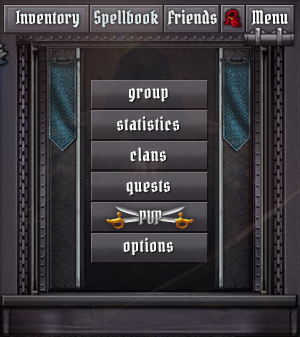 Inventory Spellbook Friends Menu
group
statistics
clans
quests
pvp
options